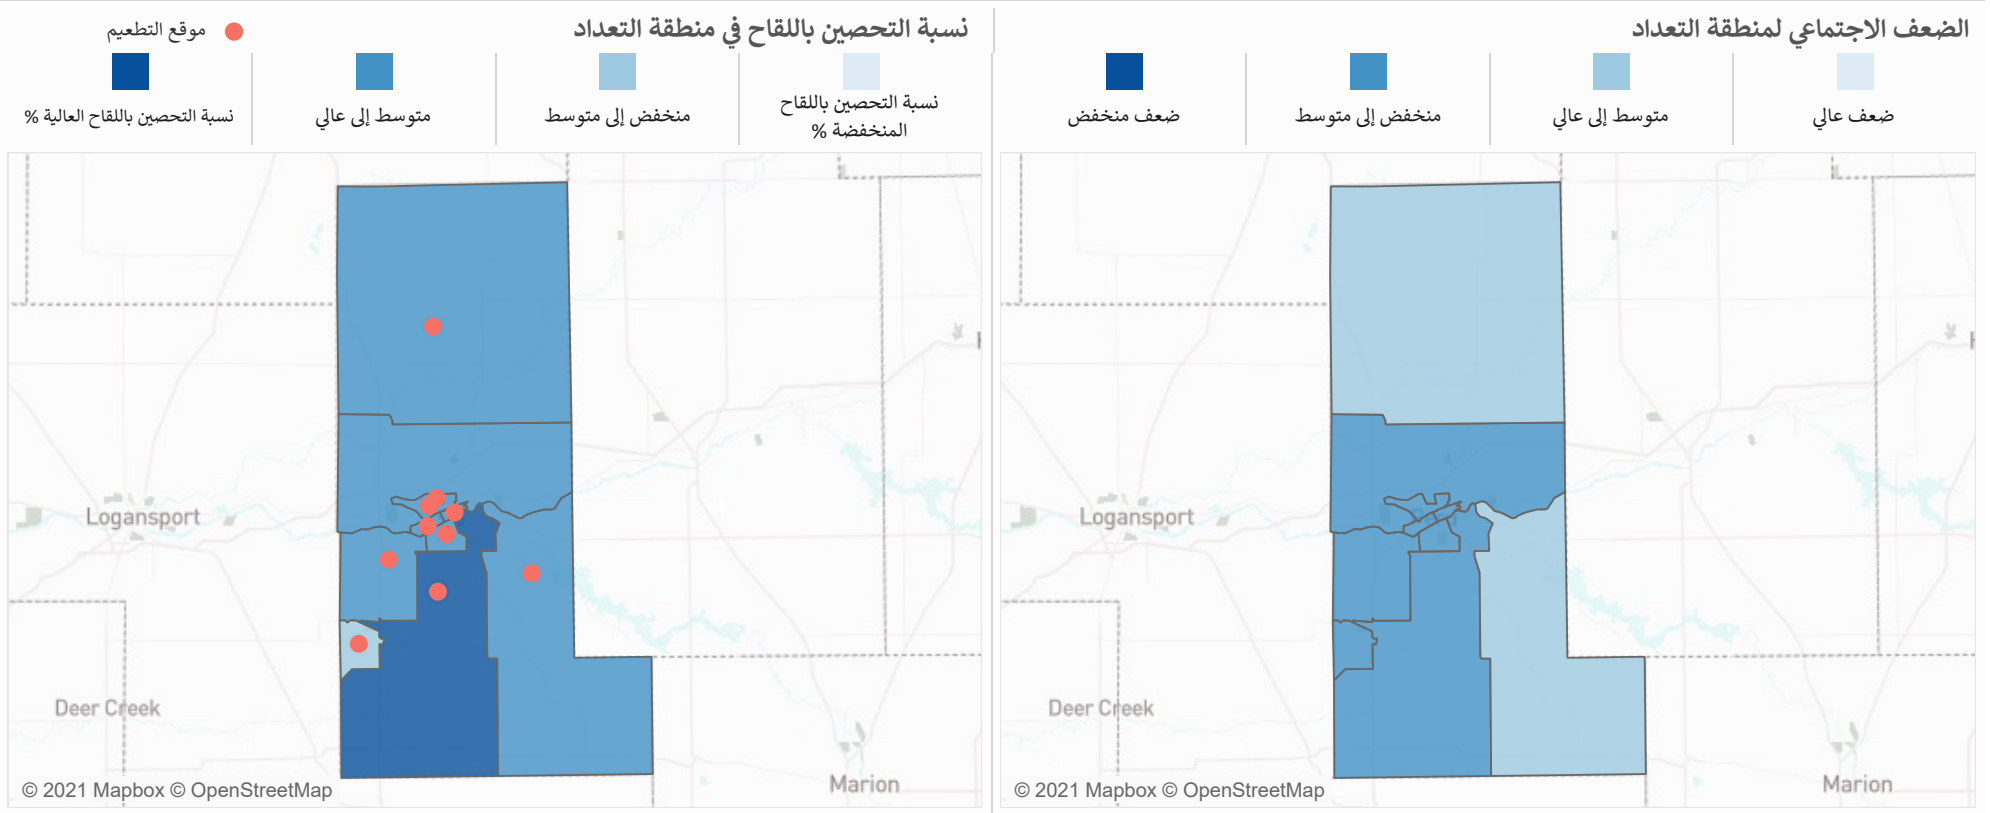 الضعف الاجتماعي لمنطقة التعداد
ضعف عالي
متوسط إلى عالي
منخفض إلى متوسط
ضعف منخفض
Logansport
Deer Creek
Marion
© 2021 Mapbox © OpenStreetMap
نسبة التحصين باللقاح في منطقة التعداد
موقع التطعيم
نسبة التحصين باللقاح
المنخفضة %
منخفض إلى متوسط
متوسط إلى عالي
نسبة التحصين باللقاح العالية %
Logansport
Deer Creek
Marion
© 2021 Mapbox © OpenStreetMap